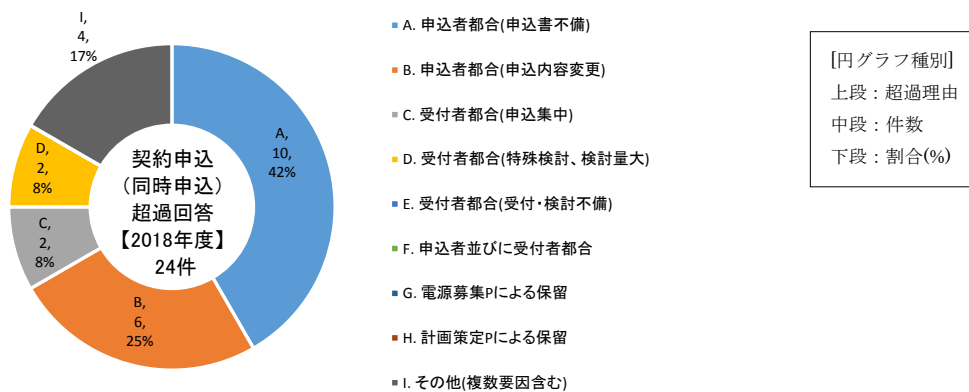 I,
4,
17%
A,
10,
42%
D,
2,
8%
C,
2,
8%
B,
6,
25%
契約申込
（同時申込）
超過回答
【2018年度】
24件
A. 申込者都合(申込書不備)
B. 申込者都合(申込内容変更)
C. 受付者都合(申込集中)
D. 受付者都合(特殊検討、検討量大)
E. 受付者都合(受付・検討不備)
F. 申込者並びに受付者都合
G. 電源募集Pによる保留
H. 計画策定Pによる保留
I. その他(複数要因含む)
[円グラフ種別]
上段：超過理由
中段：件数
下段：割合(%)